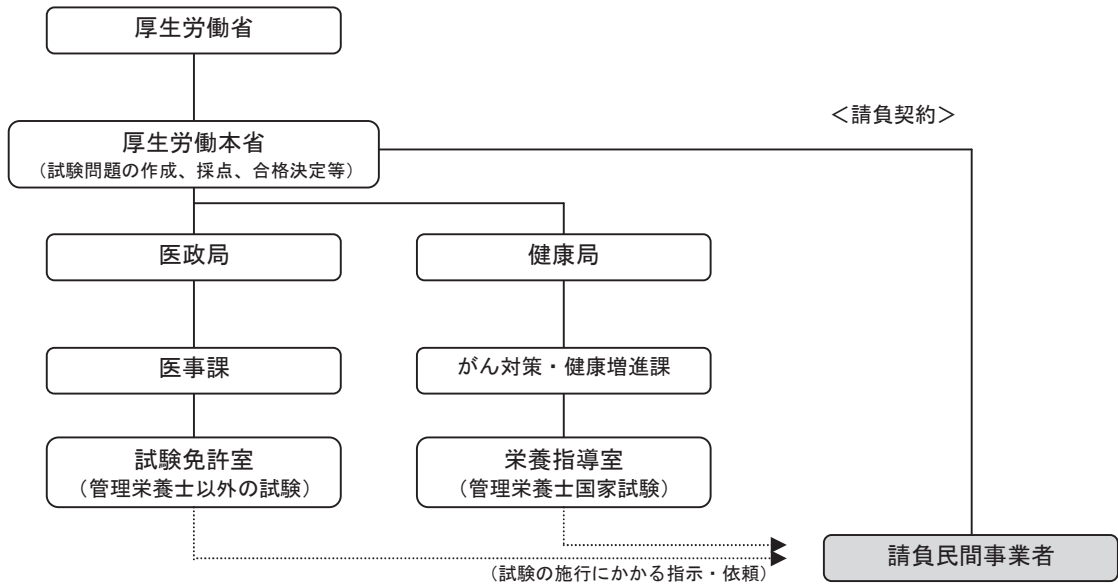 厚生労働省
＜請負契約＞
厚生労働本省
（試験問題の作成、採点、合格決定等）
医政局
健康局
医事課
がん対策・健康増進課
試験免許室
（管理栄養士以外の試験）
栄養指導室
（管理栄養士国家試験）
請負民間事業者
（試験の施行にかかる指示・依頼）